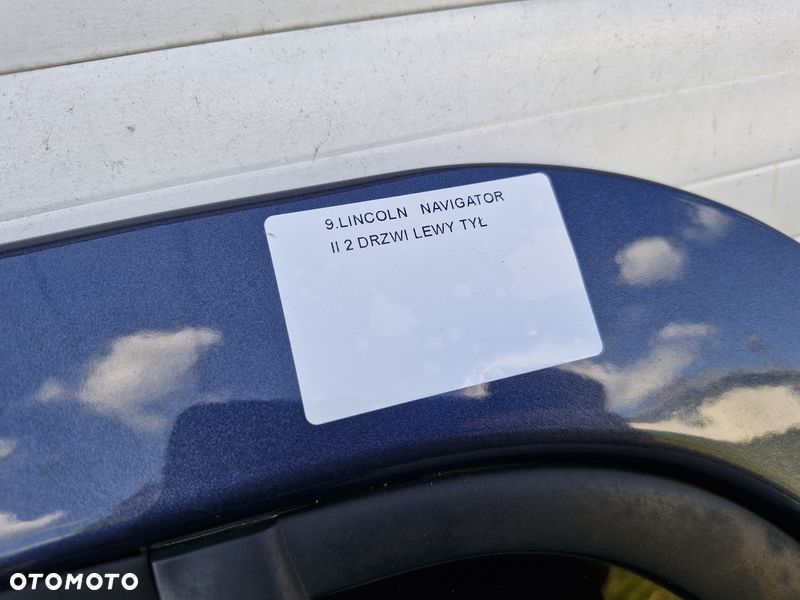 9.LINCOLN NAVIGATOR
II 2 DRZWI LEWY TYŁ
OTOMOTO